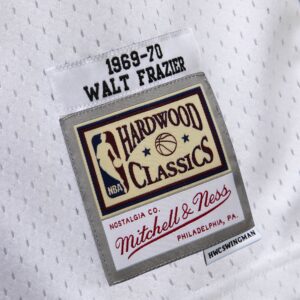 1969-70
WALT FRAZIER
HARDWOOD
NBA
CLASSICS
NOSTALGIA CO.
Mitchell & Ness
PHILADELPHIA, PA.
HWCSWINGMAN